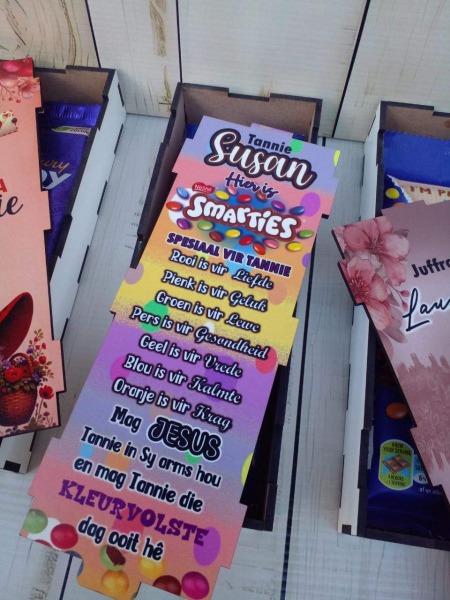 Tannie
Susan
Hier is
Nestle
SMARTIES
SPESIAAL VIR TANNIE
Rooi is vir Liefde
Pienk is vir Geluk
Groen is vir Lewe
Pers is vir Gesondheid
Geel is vir Vrede
Blou is vir Kalmte
Oranje is vir Krag
Mag JESUS
Tannie in Sy arms hou
en mag Tannie die
KLEURVOLSTE
dag ooit hê
I'M P